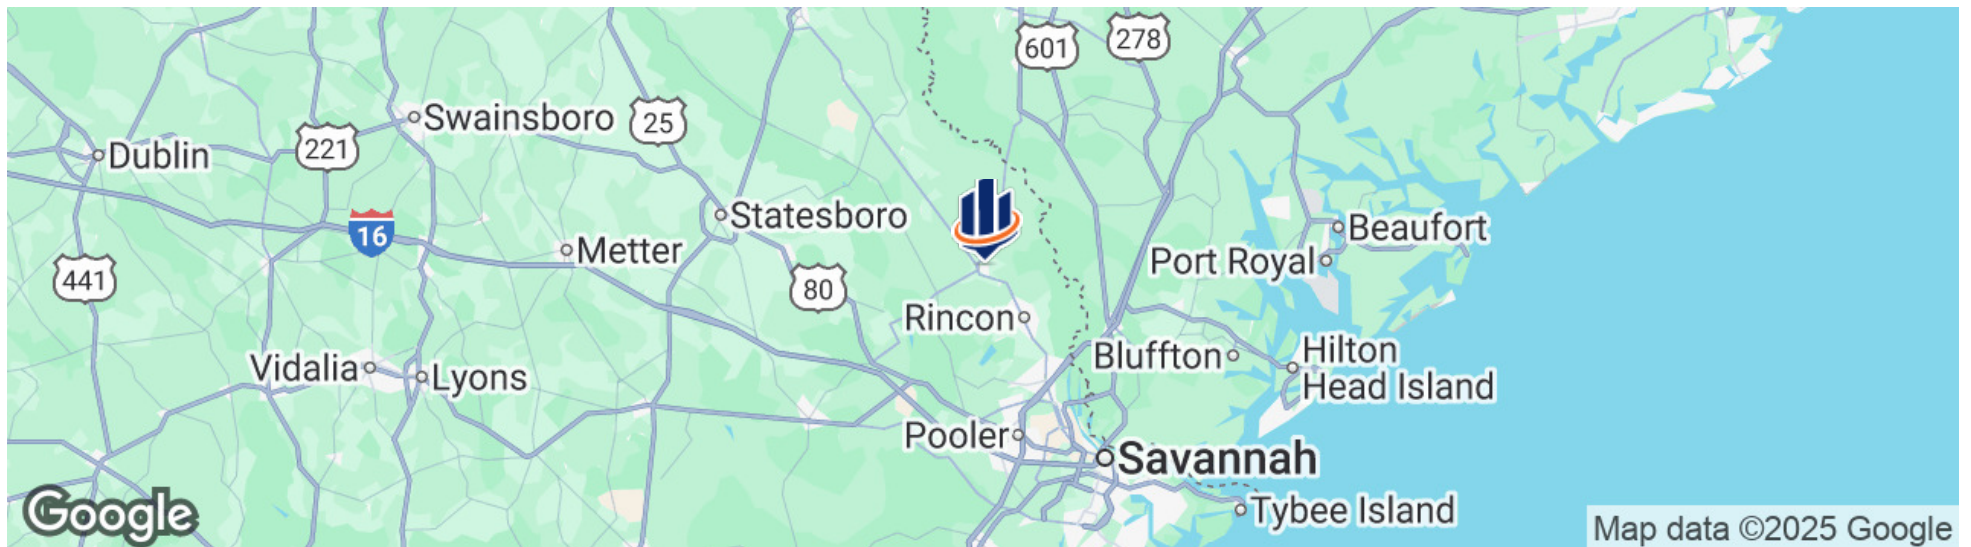 601
278
Swainsboro
25
221
Dublin
Statesboro
Beaufort
16
Metter
Port Royal
441
80
Rincon
Hilton
Head Island
Bluffton
Vidalia
Lyons
Pooler
Savannah
Tybee Island
Google
Map data ©2025 Google